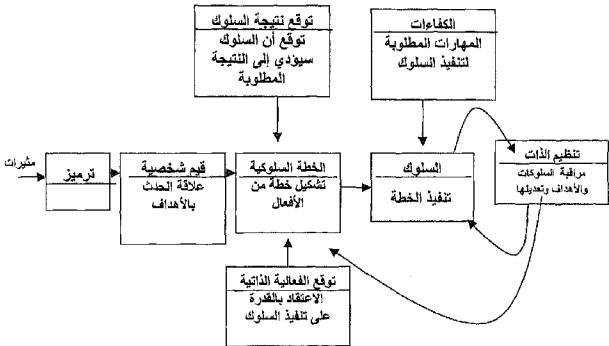 توقع نتيجة السلوك
توقع أن السلوك
سيؤدي إلى النتيجة
المطلوبة
الكفاءات
المهارات المطلوبة
لتنفيذ السلوك
مثيرات
ترميز
قيم شخصية
علاقة الحدث
بالأهداف
الخطة السلوكية
تشكيل خطة من
الأفعال
السلوك
تنفيذ الخطة
تنظيم الذات
مراقبة السلوكات
والأهداف وتعديلها
توقع الفعالية الذاتية
الاعتقاد بالقدرة
على تنفيذ السلوك